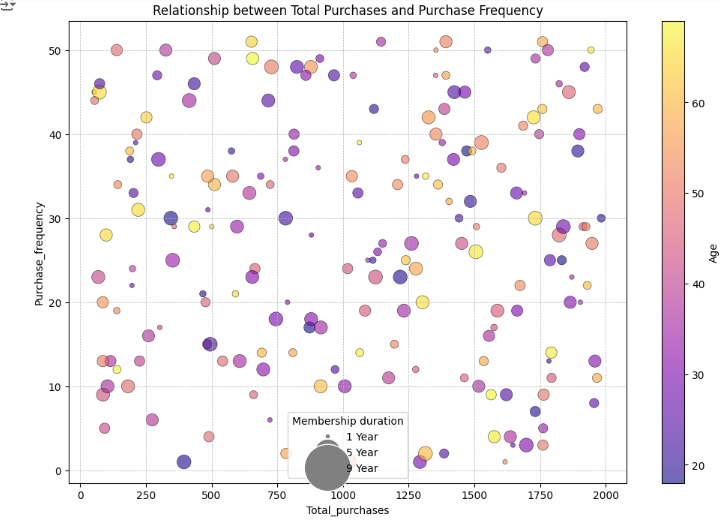 Relationship between Total Purchases and Purchase Frequency
50
40
30
20
10
0
Purchase_frequency
0
250
500
750
1000
1250
1500
1750
2000
Total_purchases
Membership duration
1 Year
5 Year
9 Year
60
50
40
30
20
Age